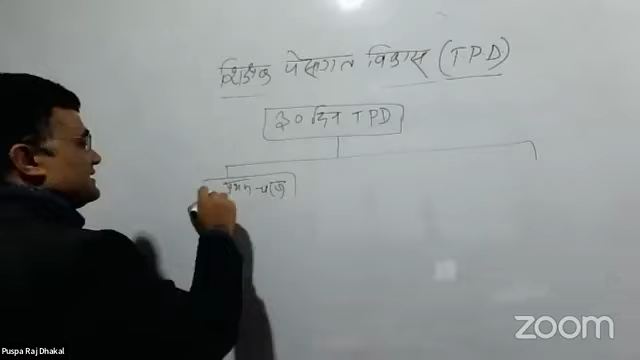 शिक्षक पेसागत विकास (TPD)
३० दिन TPD
प्रथम चरण
zoom
Puspa Raj Dhakal